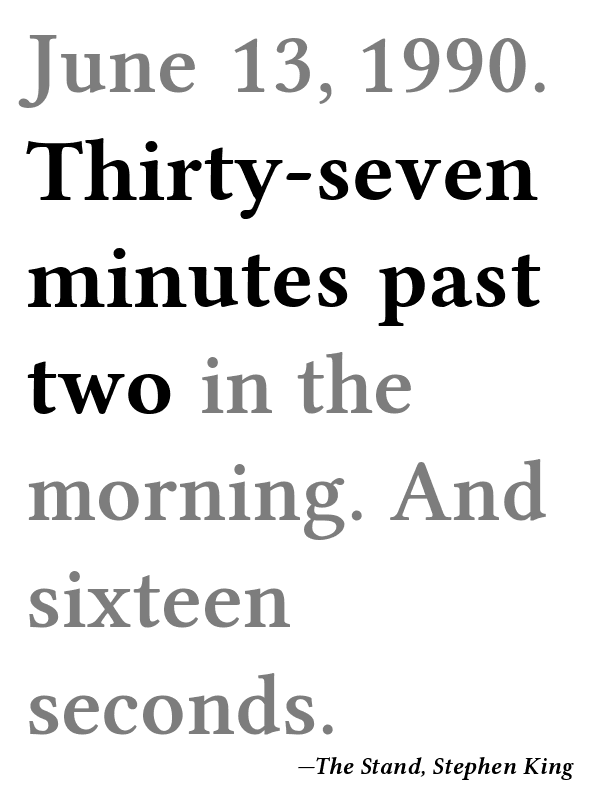 June 13, 1990.
Thirty-seven
minutes past
two in the
morning. And
sixteen
seconds.
—The Stand, Stephen King